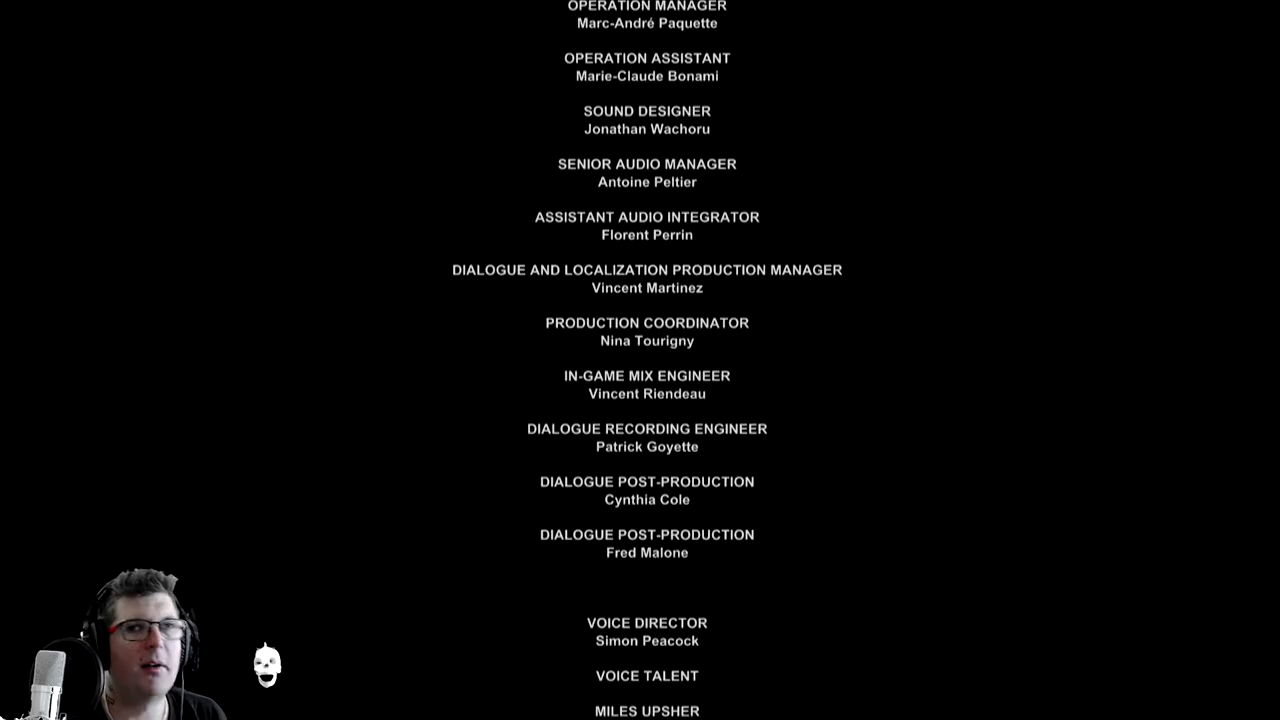 OPERATION MANAGER
Marc-André Paquette
OPERATION ASSISTANT
Marie-Claude Bonami
SOUND DESIGNER
Jonathan Wachoru
SENIOR AUDIO MANAGER
Antoine Peltier
ASSISTANT AUDIO INTEGRATOR
Florent Perrin
DIALOGUE AND LOCALIZATION PRODUCTION MANAGER
Vincent Martinez
PRODUCTION COORDINATOR
Nina Tourigny
IN-GAME MIX ENGINEER
Vincent Riendeau
DIALOGUE RECORDING ENGINEER
Patrick Goyette
DIALOGUE POST-PRODUCTION
Cynthia Cole
DIALOGUE POST-PRODUCTION
Fred Malone
VOICE DIRECTOR
Simon Peacock
VOICE TALENT
MILES UPSHER